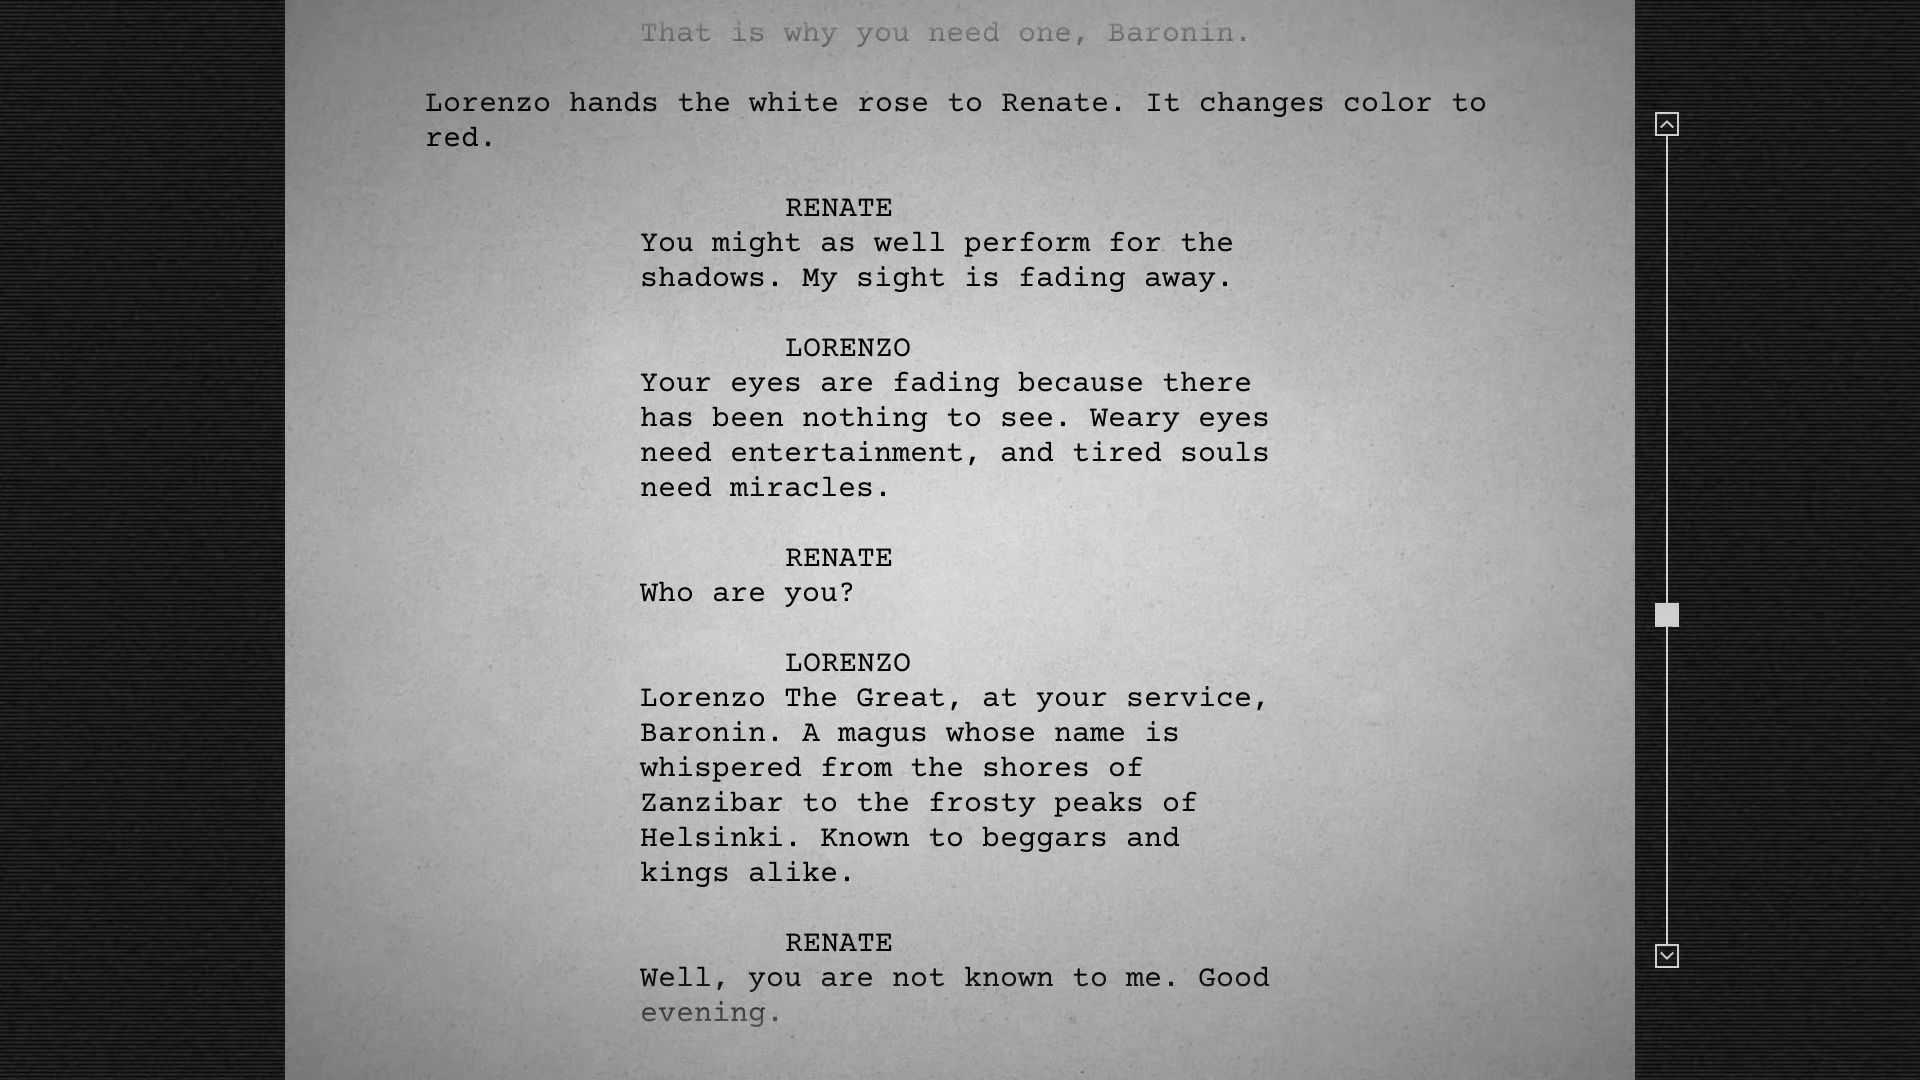 That is why you need one, Baronin.
Lorenzo hands the white rose to Renate. It changes color to
red.
RENATE
You might as well perform for the
shadows. My sight is fading away.
LORENZO
Your eyes are fading because there
has been nothing to see. Weary eyes
need entertainment, and tired souls
need miracles.
RENATE
Who are you?
LORENZO
Lorenzo The Great, at your service,
Baronin. A magus whose name is
whispered from the shores of
Zanzibar to the frosty peaks of
Helsinki. Known to beggars and
kings alike.
RENATE
Well, you are not known to me. Good
evening.